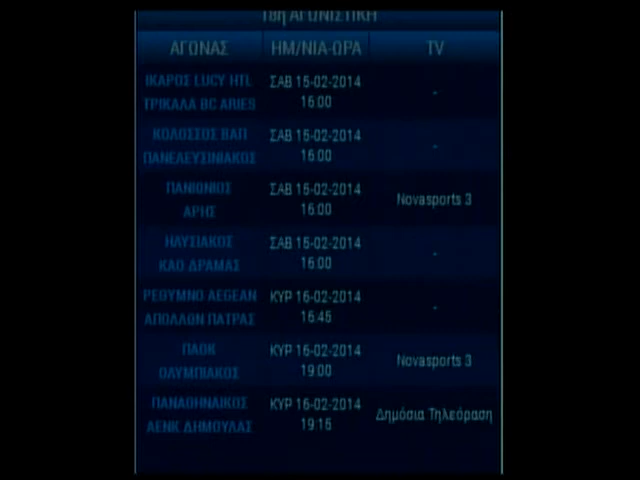 18η ΑΓΩΝΙΣΤΙΚΗ
ΑΓΩΝΑΣ ΗΜ/ΝΙΑ-ΩΡΑ TV
ΙΚΑΡΟΣ LUCY HTL ΣΑΒ 15-02-2014 -
ΤΡΙΚΑΛΑ BC ARIES 16:00
ΚΟΛΟΣΣΟΣ ΒΑΠ ΣΑΒ 15-02-2014 -
ΠΑΝΕΛΕΥΣΙΝΙΑΚΟΣ 16:00
ΠΑΝΙΩΝΙΟΣ ΣΑΒ 15-02-2014 Novasports 3
ΑΡΗΣ 16:00
ΗΛΥΣΙΑΚΟΣ ΣΑΒ 15-02-2014 -
ΚΑΟ ΔΡΑΜΑΣ 16:00
ΡΕΘΥΜΝΟ AEGEAN ΚΥΡ 16-02-2014 -
ΑΠΟΛΛΩΝ ΠΑΤΡΑΣ 16:45
ΠΑΟΚ ΚΥΡ 16-02-2014 Novasports 3
ΟΛΥΜΠΙΑΚΟΣ 19:00
ΠΑΝΑΘΗΝΑΙΚΟΣ ΚΥΡ 16-02-2014 Δημόσια Τηλεόραση
ΑΕΝΚ ΔΗΜΟΥΛΑΣ 19:15